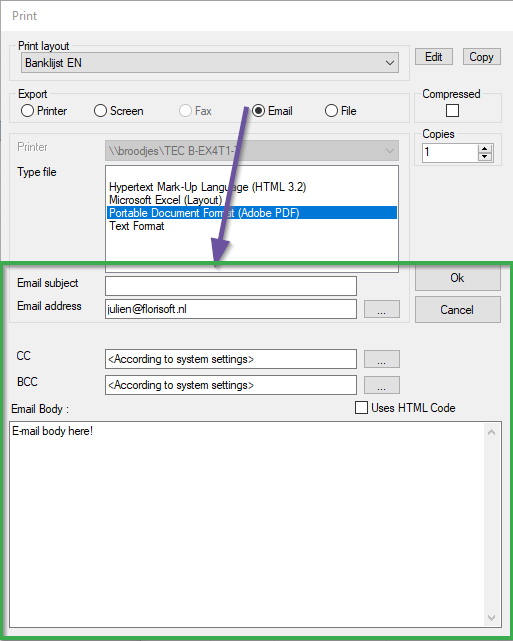 Print
Print layout
Banklijst EN
Edit
Copy
Export
Printer
Screen
Fax
Email
File
Compressed
Copies
1
Printer
\\broodjes\TEC B-EX4T1-
Type file
Hypertext Mark-Up Language (HTML 3.2)
Microsoft Excel (Layout)
Portable Document Format (Adobe PDF)
Text Format
Email subject
Ok
Email address
julien@florisoft.nl
...
Cancel
CC
<According to system settings>
...
BCC
<According to system settings>
...
Email Body :
Uses HTML Code
E-mail body here!